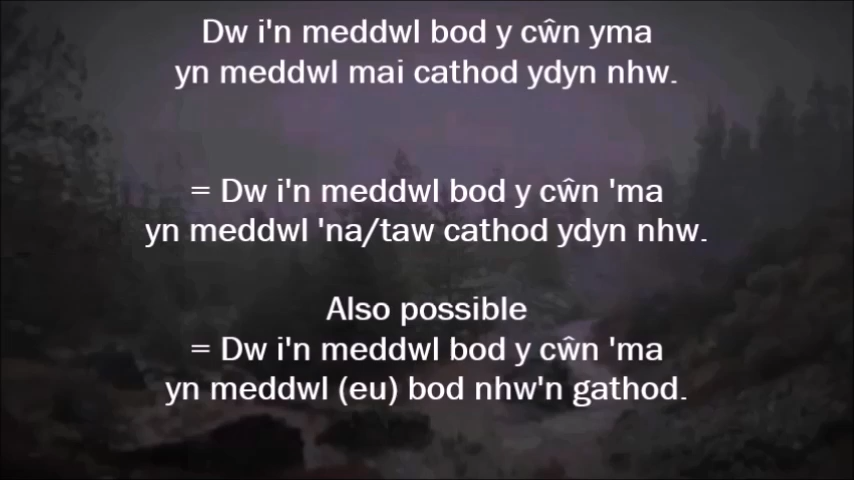 Dw i'n meddwl bod y cŵn yma
yn meddwl mai cathod ydyn nhw.
= Dw i'n meddwl bod y cŵn 'ma
yn meddwl 'na/taw cathod ydyn nhw.
Also possible
= Dw i'n meddwl bod y cŵn 'ma
yn meddwl (eu) bod nhw'n gathod.